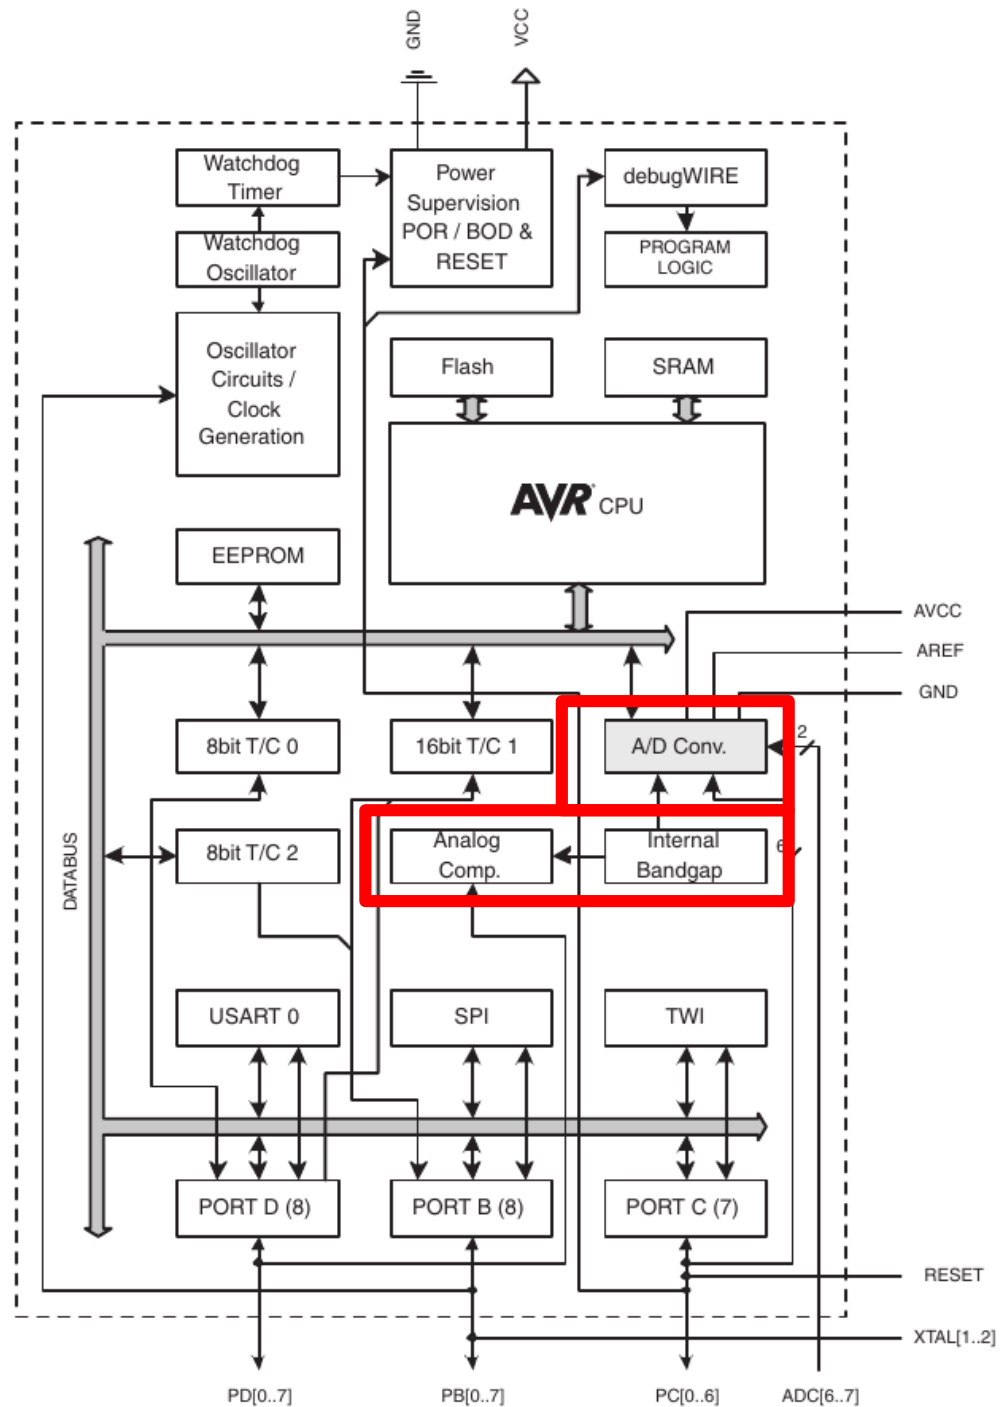 GND
VCC
Watchdog
Timer
Power
Supervision
POR / BOD &
RESET
debugWIRE
Watchdog
Oscillator
PROGRAM
LOGIC
Oscillator
Circuits /
Clock
Generation
Flash
SRAM
AVR CPU
EEPROM
AVCC
AREF
GND
8bit T/C 0
16bit T/C 1
A/D Conv.
2
8bit T/C 2
Analog
Comp.
Internal
Bandgap
6
DATABUS
USART 0
SPI
TWI
PORT D (8)
PORT B (8)
PORT C (7)
RESET
XTAL[1..2]
PD[0..7]
PB[0..7]
PC[0..6]
ADC[6..7]